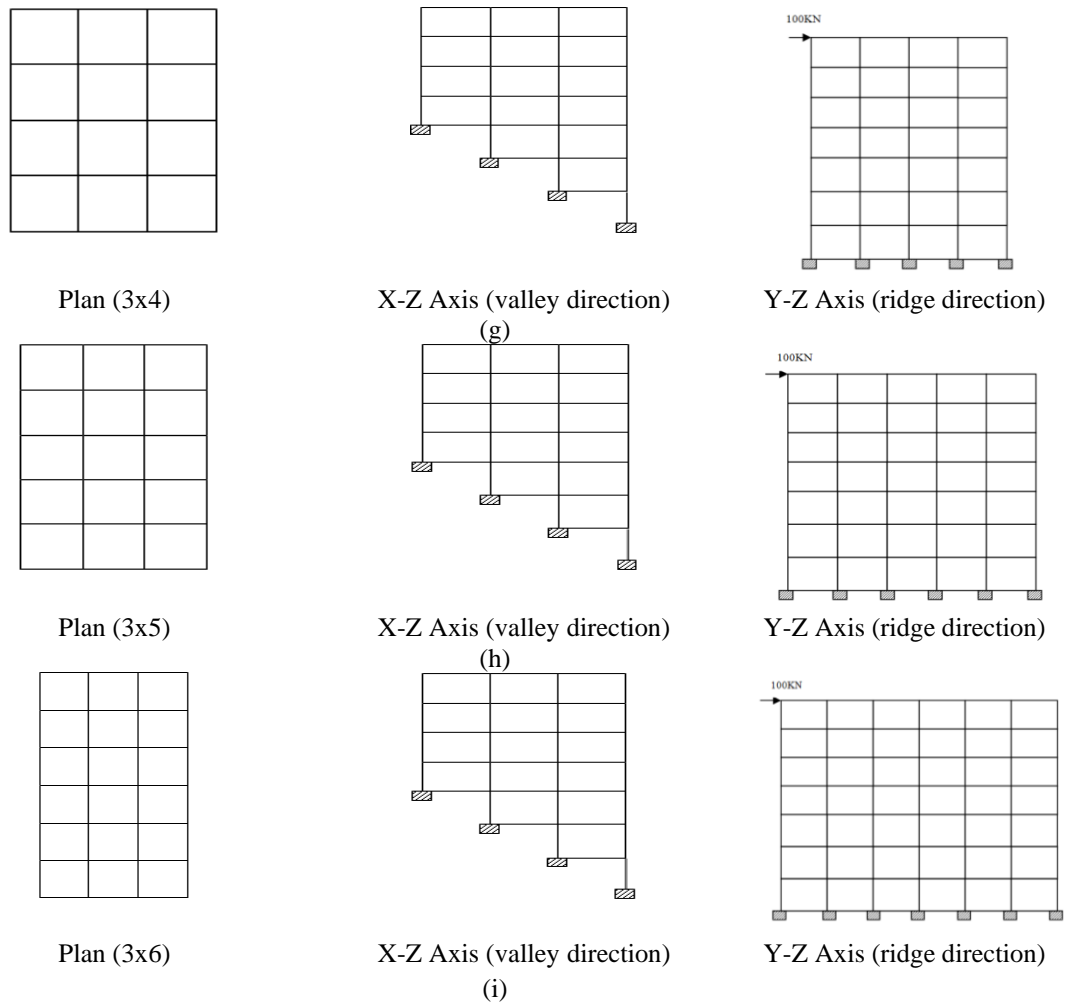 100KN
Plan (3x4) X-Z Axis (valley direction) Y-Z Axis (ridge direction)
(g)
100KN
Plan (3x5) X-Z Axis (valley direction) Y-Z Axis (ridge direction)
(h)
100KN
Plan (3x6) X-Z Axis (valley direction) Y-Z Axis (ridge direction)
(i)